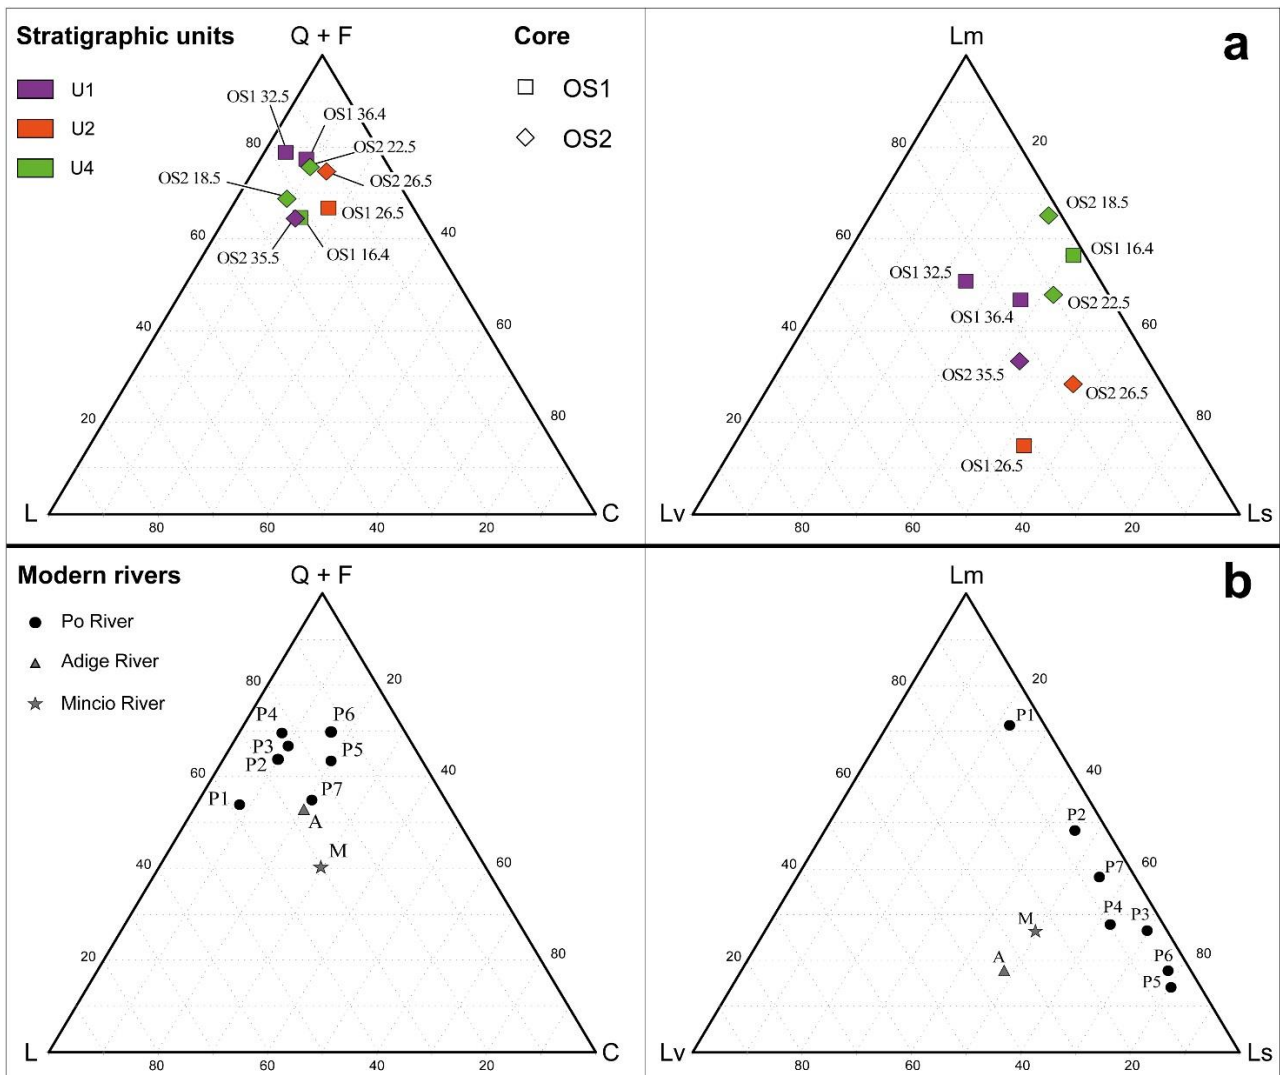 Stratigraphic units
U1
U2
U4
Q + F
Core
OS1
OS2
OS1 32.5
OS1 36.4
80
OS2 22.5
OS2 18.5
OS2 26.5
OS1 26.5
60
40
OS2 35.5
OS1 16.4
40
60
20
80
L
C
80
60
40
20
a
Lm
80
20
OS2 18.5
60
OS1 16.4
OS1 32.5
OS2 22.5
OS1 36.4
40
60
OS2 35.5
OS2 26.5
20
80
OS1 26.5
Lv
Ls
80
60
40
20
Modern rivers
Po River
Adige River
Mincio River
Q + F
80
20
P4
P6
P3
P5
P2
60
40
P1
P7
A
M
40
60
20
80
L
C
80
60
40
20
b
Lm
80
20
P1
60
40
P2
40
P7
60
P4
P3
M
A
P6
20
80
P5
Lv
Ls
80
60
40
20